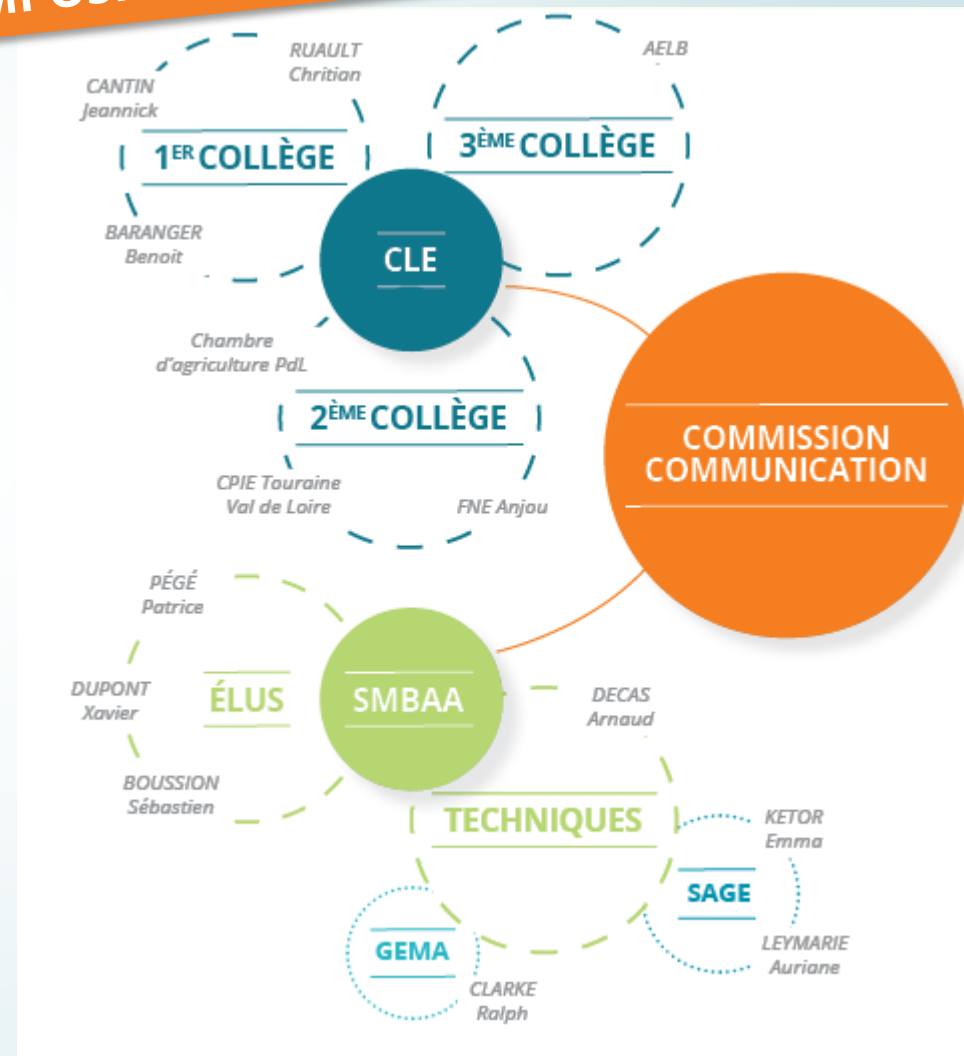 RUAULT
Chritian
AELB
CANTIN
Jeannick
1ER COLLÈGE
3ÈME COLLÈGE
BARANGER
Benoit
CLE
Chambre
d'agriculture PdL
2ÈME COLLÈGE
COMMISSION
COMMUNICATION
CPIE Touraine
Val de Loire
FNE Anjou
PÉGÉ
Patrice
DUPONT
Xavier
ÉLUS
SMBAA
DECAS
Arnaud
BOUSSION
Sébastien
TECHNIQUES
KETOR
Emma
SAGE
GEMA
LEYMARIE
Auriane
CLARKE
Ralph